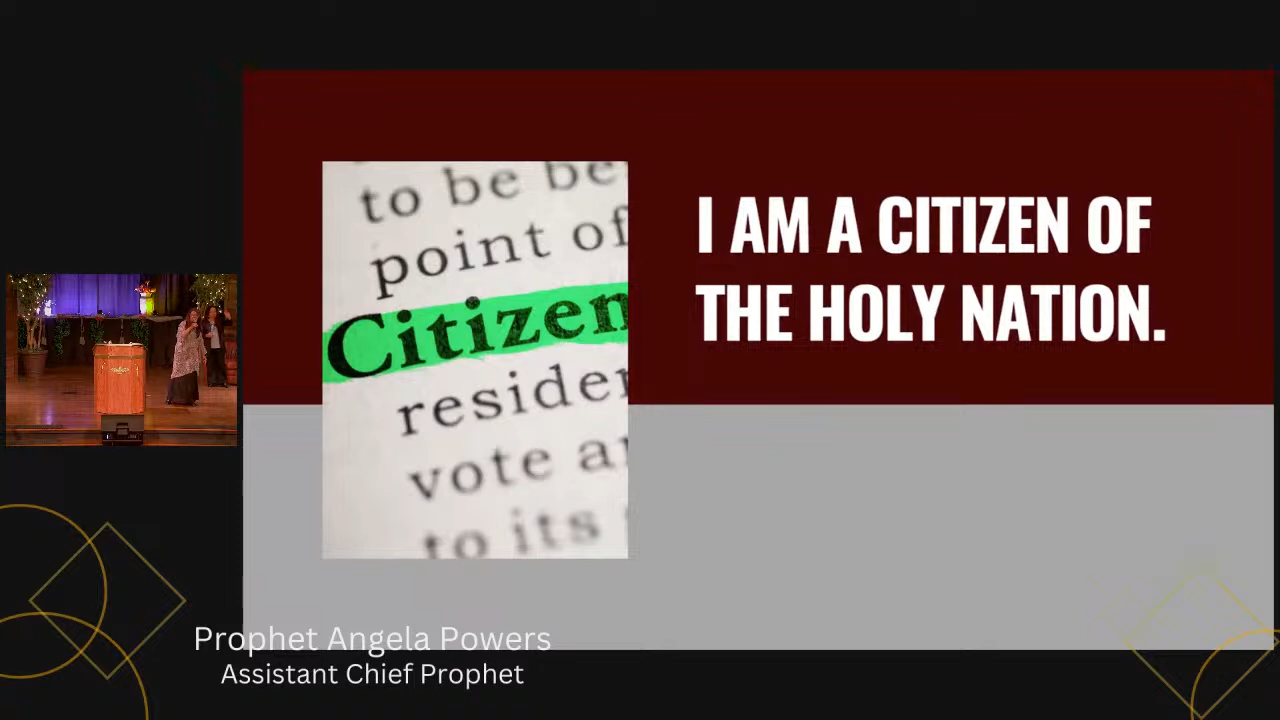 to be be
point of
Citizen
residen
vote a
to its
I AM A CITIZEN OF
THE HOLY NATION.
Prophet Angela Powers
Assistant Chief Prophet